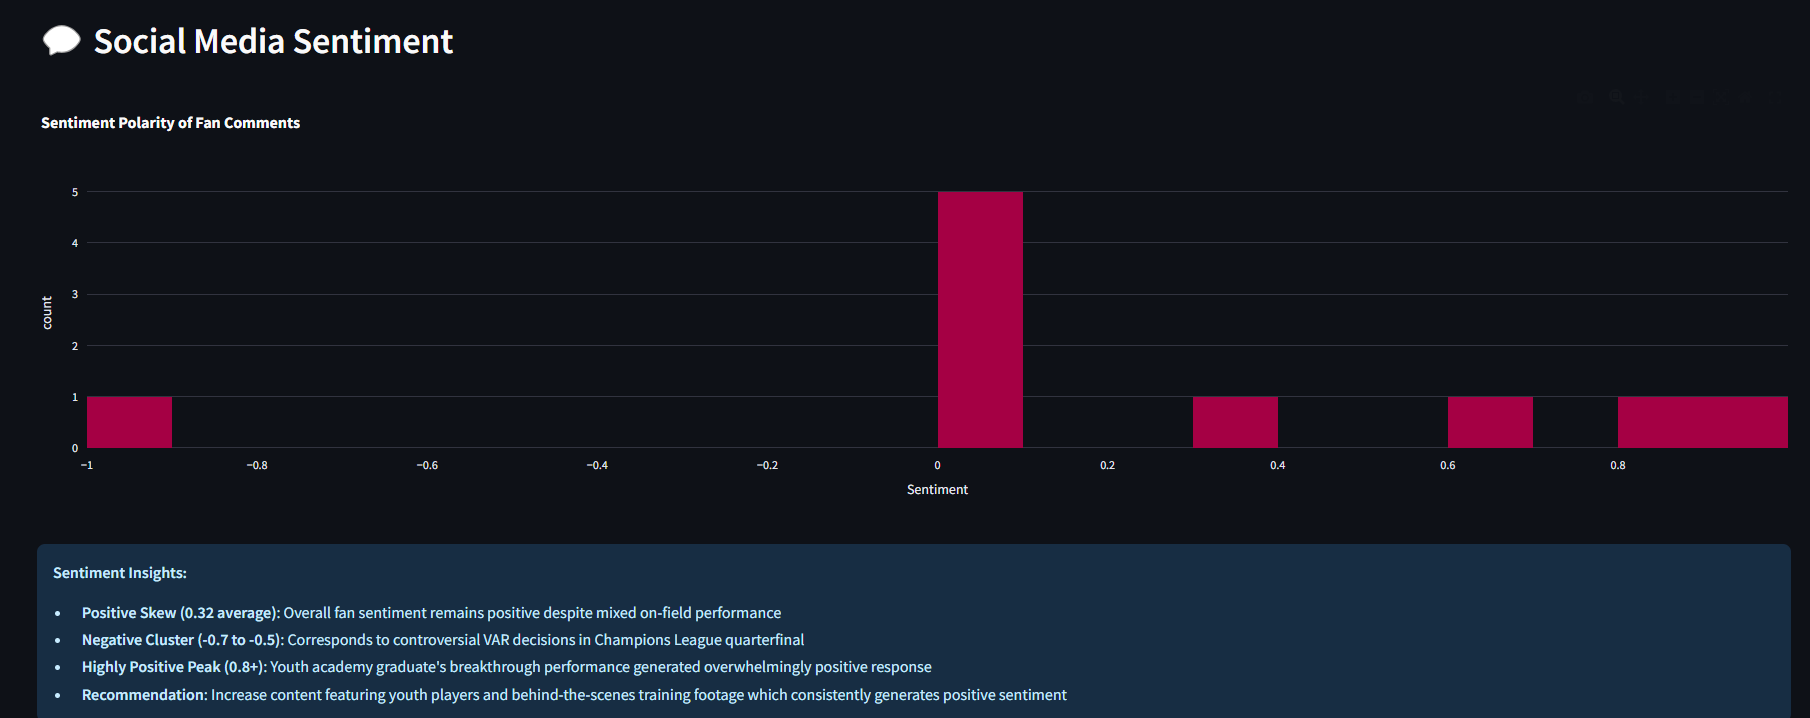 💬 Social Media Sentiment
Sentiment Polarity of Fan Comments
5
4
3
2
1
0
count
−1
−0.8
−0.6
−0.4
−0.2
0
0.2
0.4
0.6
0.8
Sentiment
Sentiment Insights:
• Positive Skew (0.32 average): Overall fan sentiment remains positive despite mixed on-field performance
• Negative Cluster (-0.7 to -0.5): Corresponds to controversial VAR decisions in Champions League quarterfinal
• Highly Positive Peak (0.8+): Youth academy graduate's breakthrough performance generated overwhelmingly positive response
• Recommendation: Increase content featuring youth players and behind-the-scenes training footage which consistently generates positive sentiment